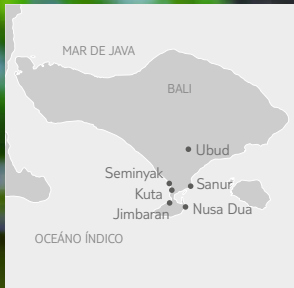 MAR DE JAVA
BALI
Ubud
Seminyak
Sanur
Kuta
Jimbaran
Nusa Dua
OCEÁNO ÍNDICO